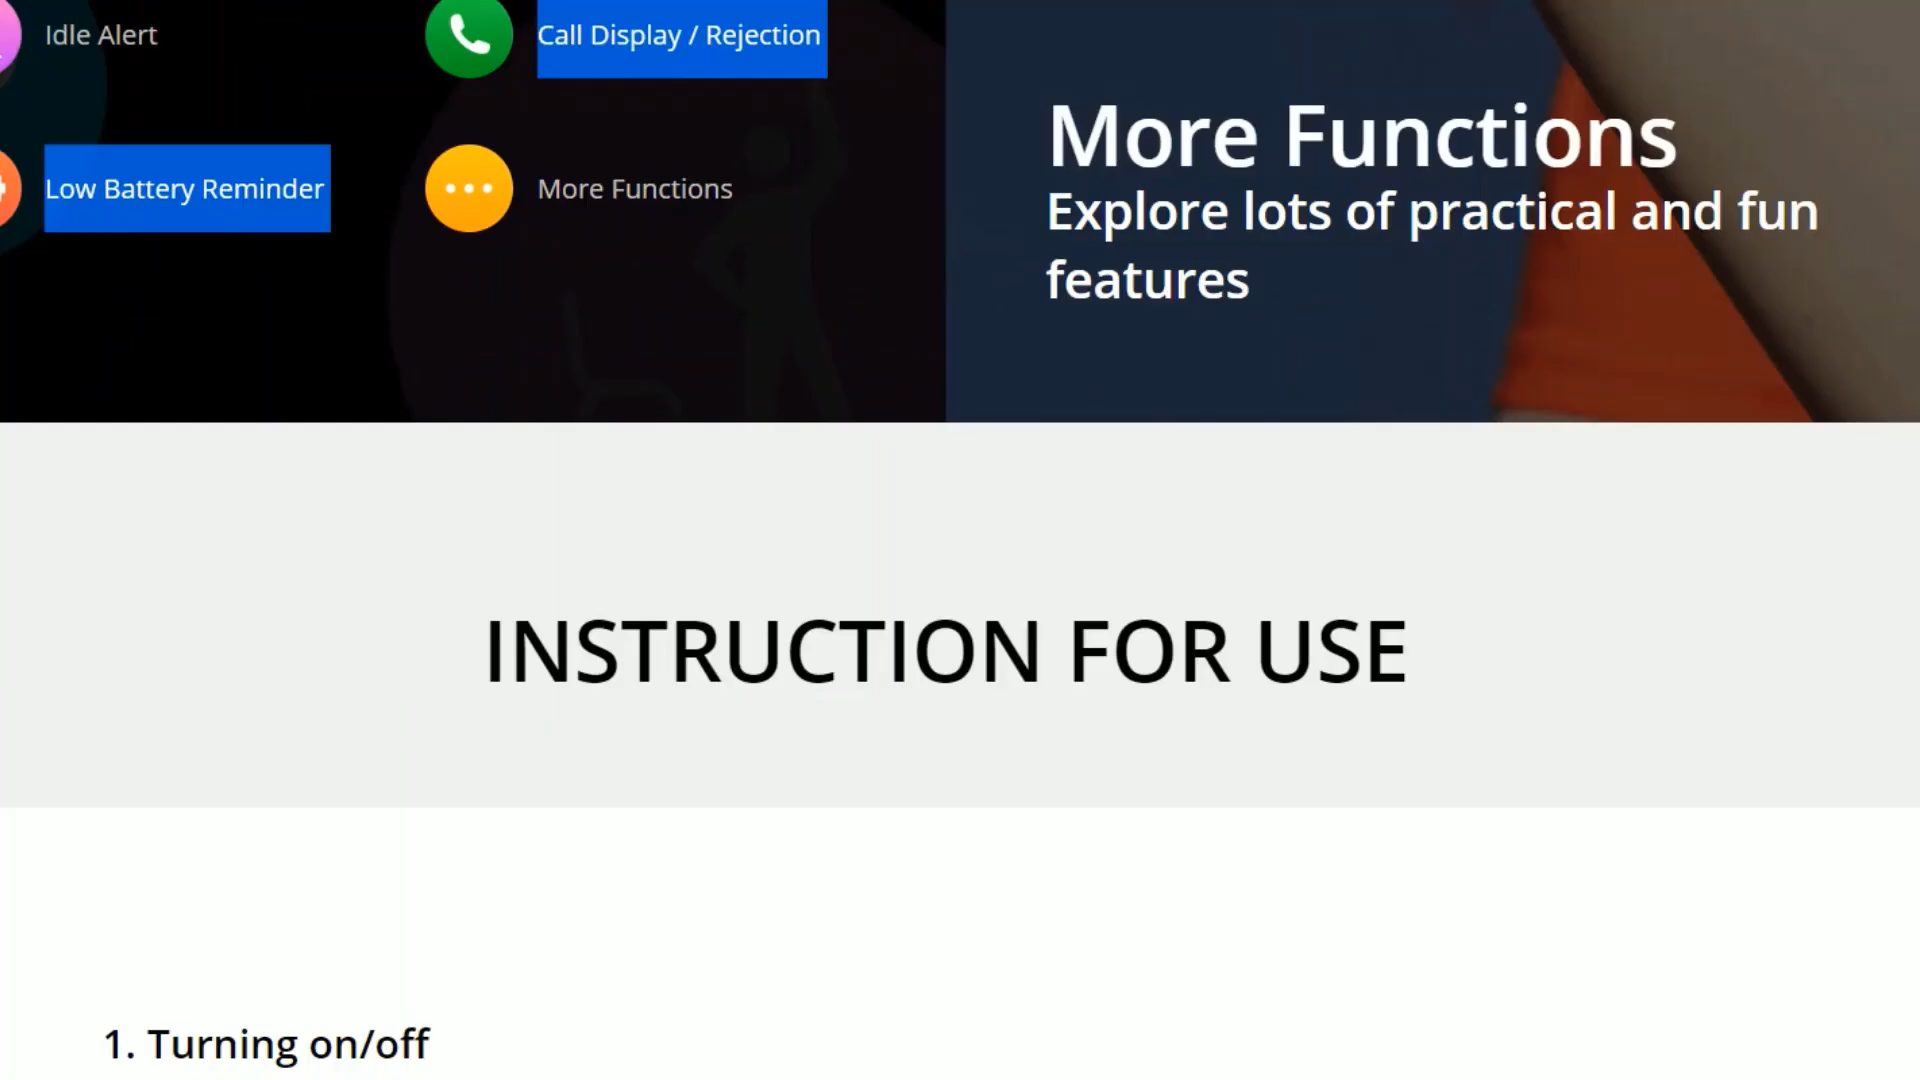 Idle Alert
Call Display / Rejection
Low Battery Reminder
More Functions
More Functions
Explore lots of practical and fun
features
INSTRUCTION FOR USE
1. Turning on/off